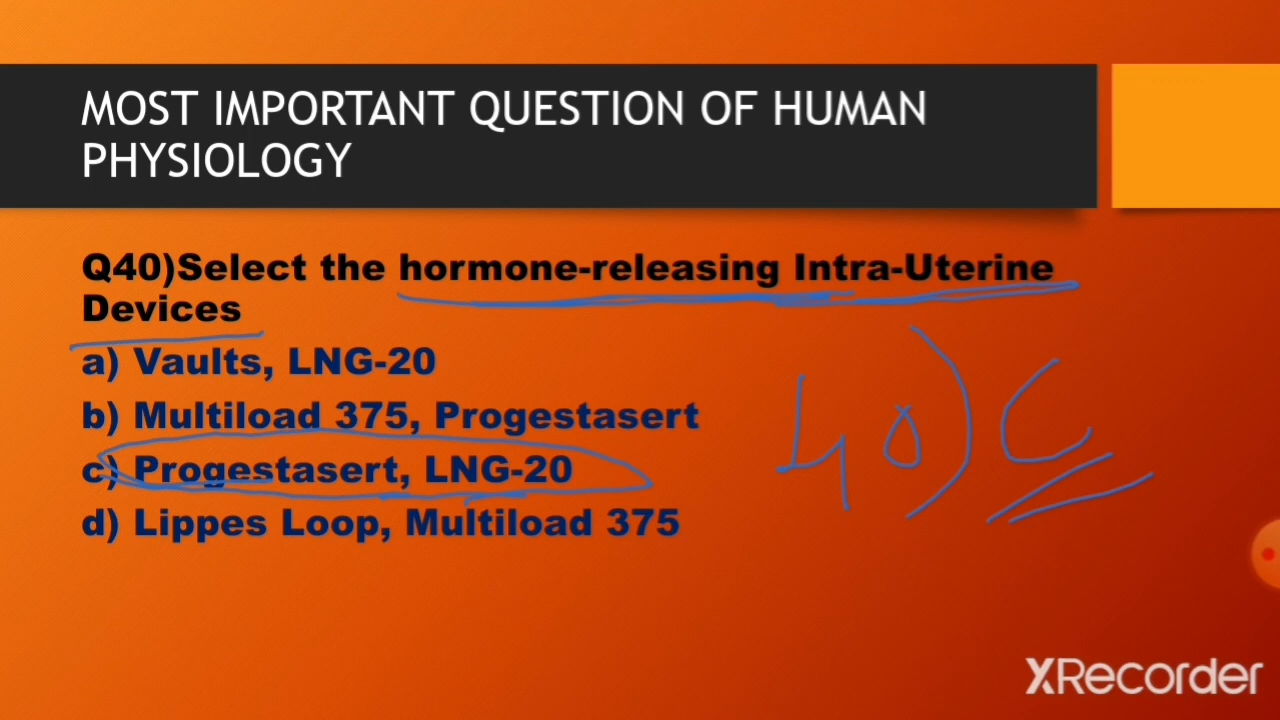 MOST IMPORTANT QUESTION OF HUMAN
PHYSIOLOGY
Q40)Select the hormone-releasing Intra-Uterine
Devices
a) Vaults, LNG-20
b) Multiload 375, Progestasert
c) Progestasert, LNG-20
d) Lippes Loop, Multiload 375
40) C
XRecorder